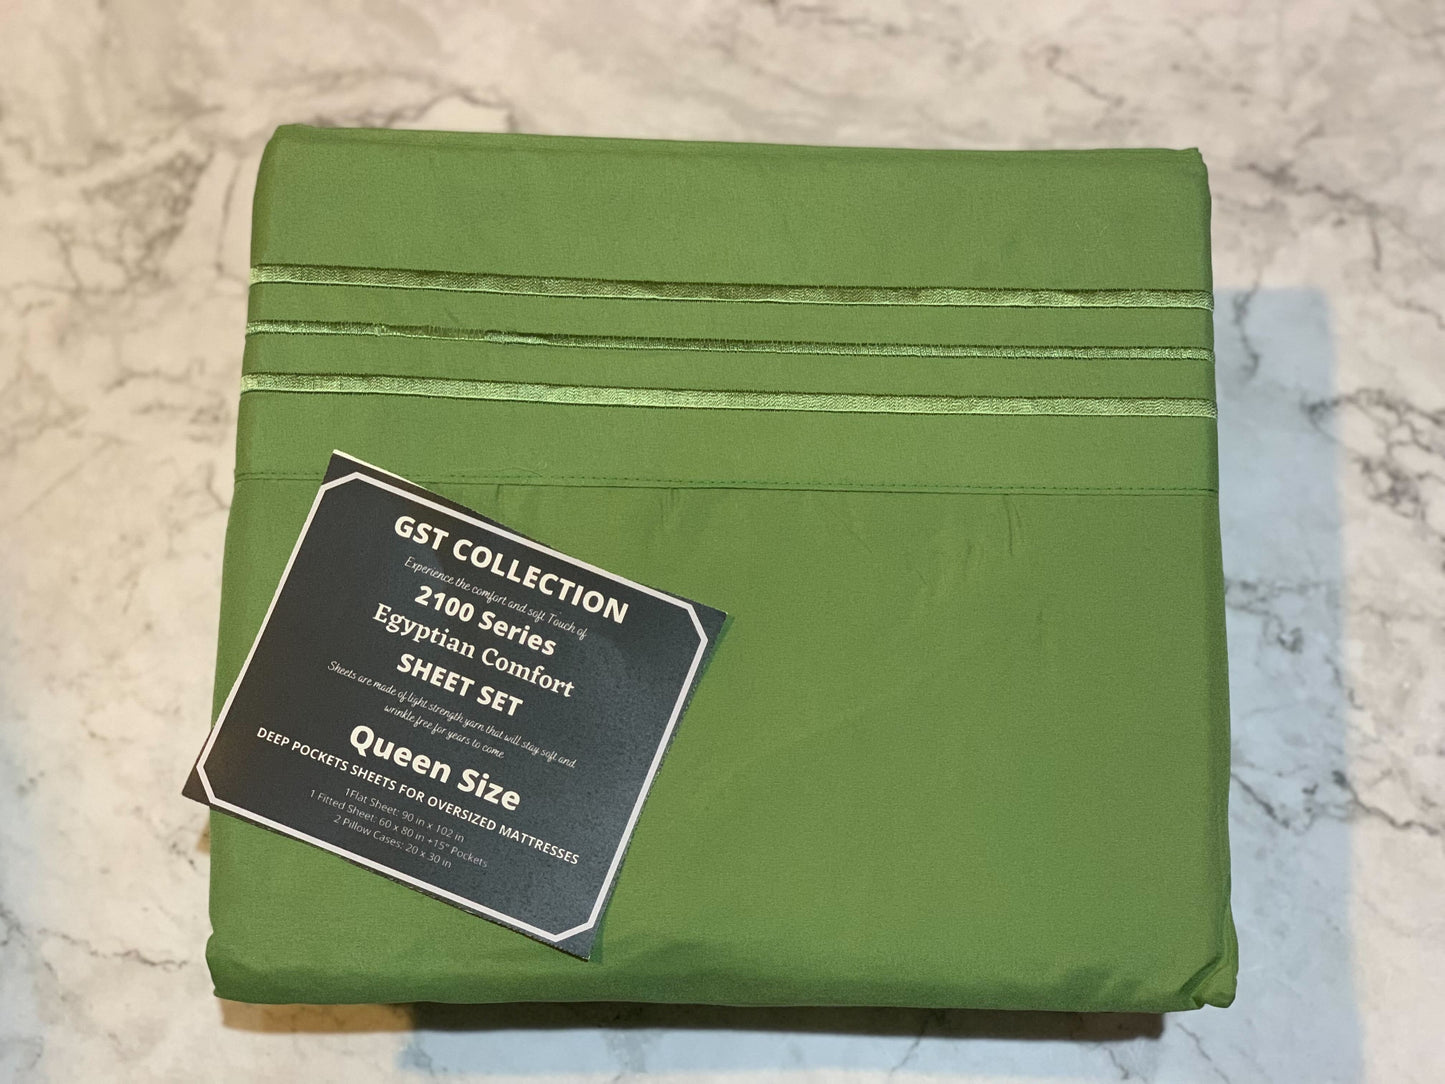 GST COLLECTION
Experience the comfort and soft Touch of
2100 Series
Egyptian Comfort
SHEET SET
Sheets are made of light strength yarn that will stay soft and
wrinkle free for years to come
Queen Size
DEEP POCKETS SHEETS FOR OVERSIZED MATTRESSES
1Flat Sheet: 90 in x 102 in
1 Fitted Sheet: 60 x 80 in +15" Pockets
2 Pillow Cases: 20 x 30 in